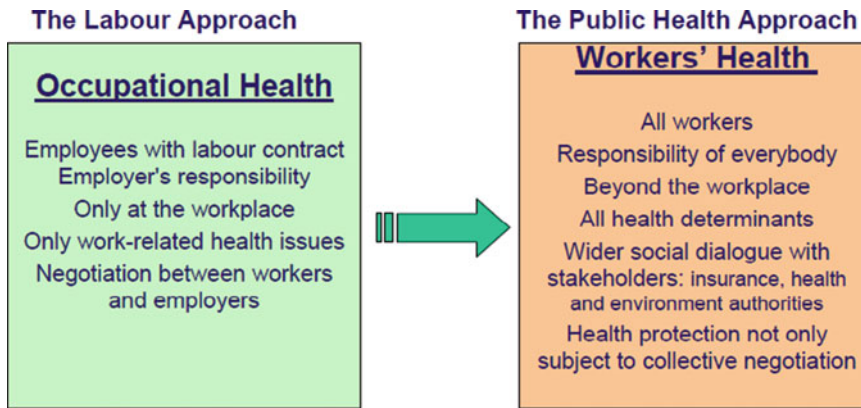 The Labour Approach
Occupational Health
Employees with labour contract
Employer's responsibility
Only at the workplace
Only work-related health issues
Negotiation between workers
and employers
The Public Health Approach
Workers' Health
All workers
Responsibility of everybody
Beyond the workplace
All health determinants
Wider social dialogue with
stakeholders: insurance, health
and environment authorities
Health protection not only
subject to collective negotiation